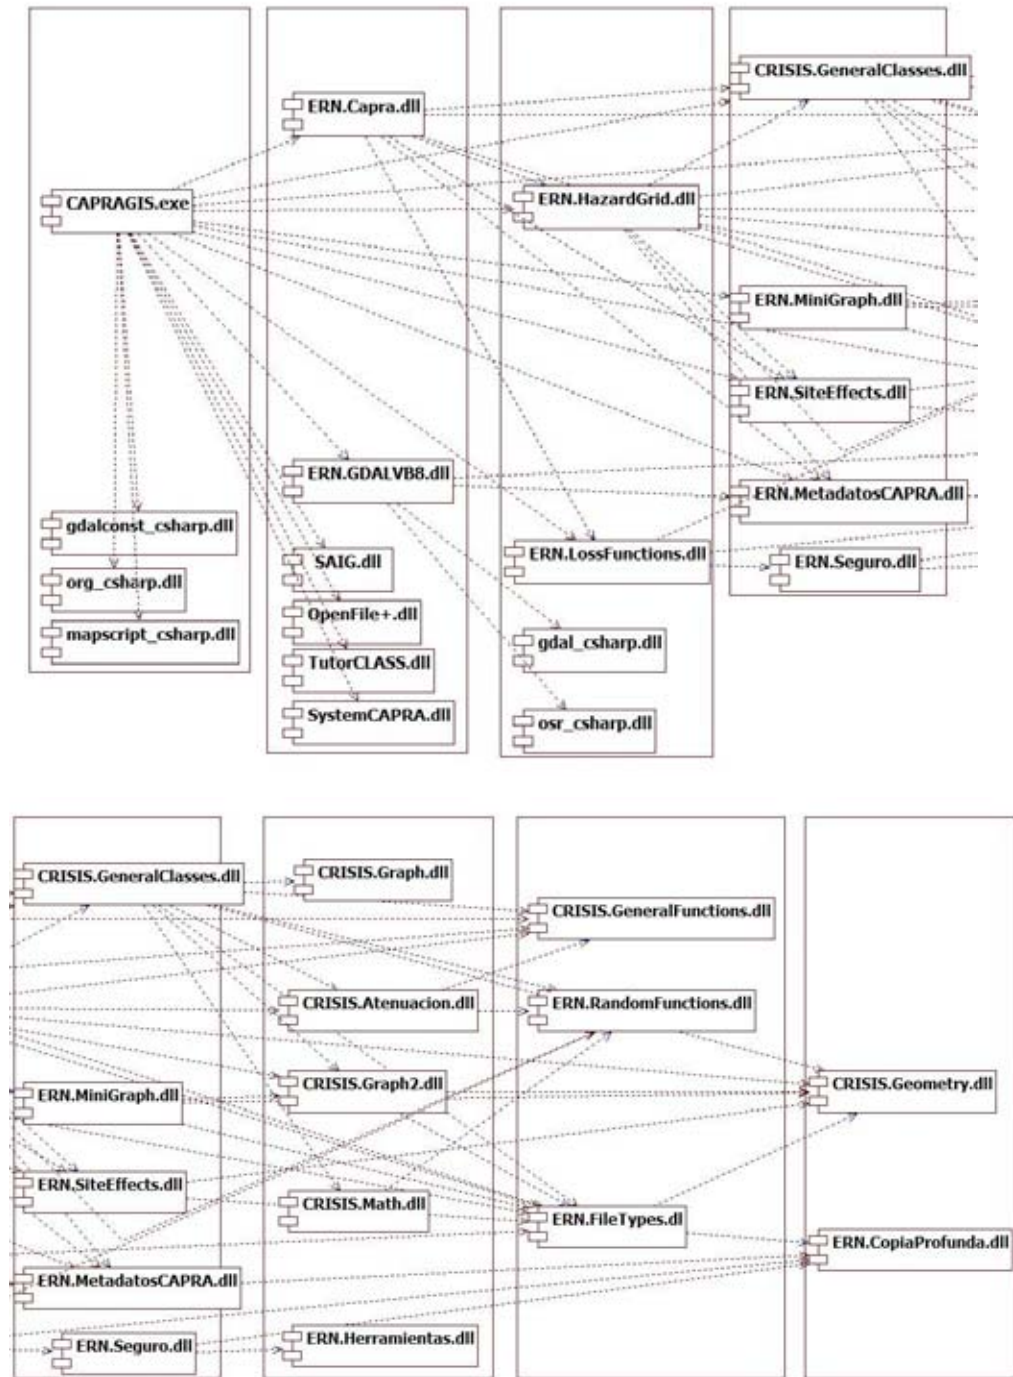 CAPRAGIS.exe
gdalconst_csharp.dll
org_csharp.dll
mapscript_csharp.dll
ERN.Capra.dll
ERN.GDALVB8.dll
SAIG.dll
OpenFile+.dll
TutorCLASS.dll
SystemCAPRA.dll
ERN.HazardGrid.dll
ERN.LossFunctions.dll
gdal_csharp.dll
osr_csharp.dll
CRISIS.GeneralClasses.dll
ERN.MiniGraph.dll
ERN.SiteEffects.dll
ERN.MetadatosCAPRA.dll
ERN.Seguro.dll
CRISIS.GeneralClasses.dll
ERN.MiniGraph.dll
ERN.SiteEffects.dll
ERN.MetadatosCAPRA.dll
ERN.Seguro.dll
CRISIS.Graph.dll
CRISIS.Atenuacion.dll
CRISIS.Graph2.dll
CRISIS.Math.dll
ERN.Herramientas.dll
CRISIS.GeneralFunctions.dll
ERN.RandomFunctions.dll
ERN.FileTypes.dl
CRISIS.Geometry.dll
ERN.CopiaProfunda.dll